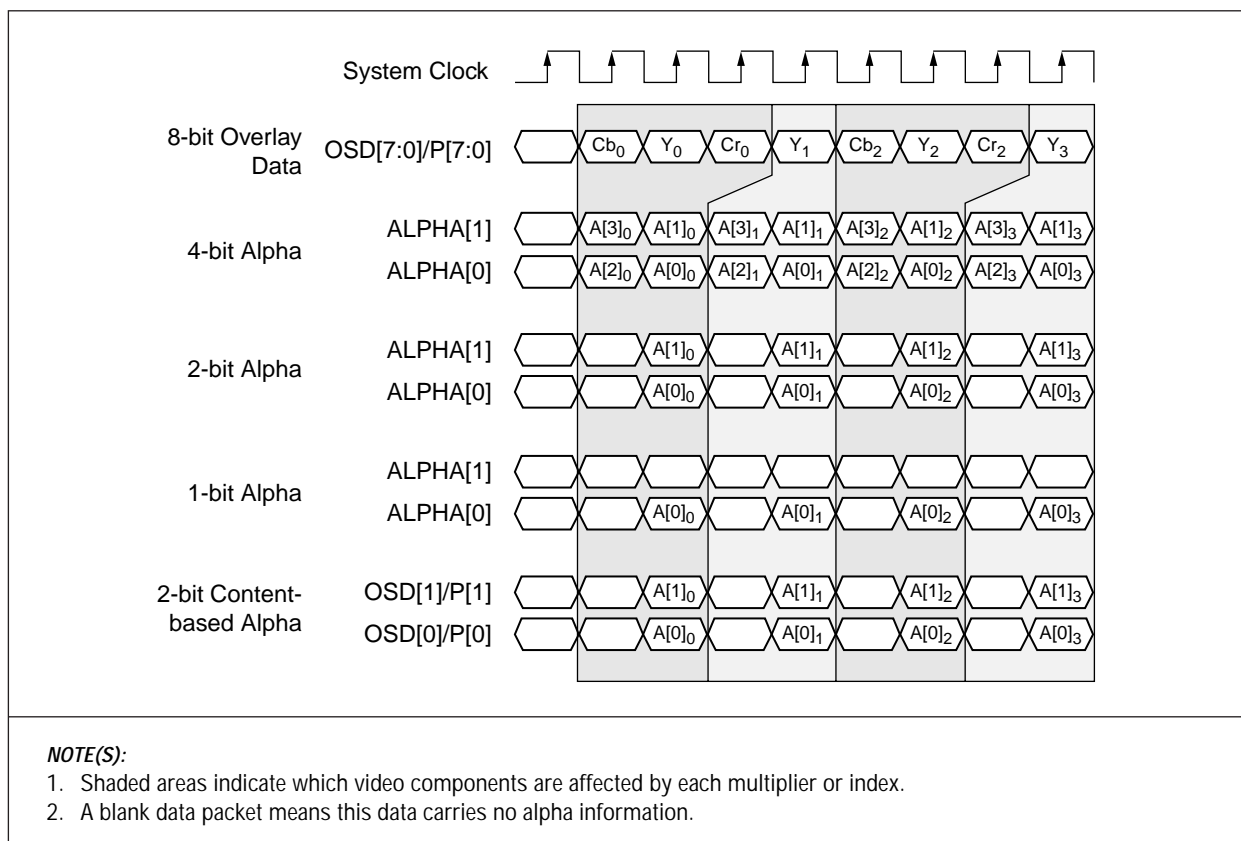 System Clock
8-bit Overlay
Data
OSD[7:0]/P[7:0]
Cb0 Y0 Cr0 Y1 Cb2 Y2 Cr2 Y3
4-bit Alpha
ALPHA[1]
A[3]0 A[1]0 A[3]1 A[1]1 A[3]2 A[1]2 A[3]3 A[1]3
ALPHA[0]
A[2]0 A[0]0 A[2]1 A[0]1 A[2]2 A[0]2 A[2]3 A[0]3
2-bit Alpha
ALPHA[1]
A[1]0 A[1]1 A[1]2 A[1]3
ALPHA[0]
A[0]0 A[0]1 A[0]2 A[0]3
1-bit Alpha
ALPHA[1]
ALPHA[0]
A[0]0 A[0]1 A[0]2 A[0]3
2-bit Content-
based Alpha
OSD[1]/P[1]
A[1]0 A[1]1 A[1]2 A[1]3
OSD[0]/P[0]
A[0]0 A[0]1 A[0]2 A[0]3
NOTE(S):
1. Shaded areas indicate which video components are affected by each multiplier or index.
2. A blank data packet means this data carries no alpha information.